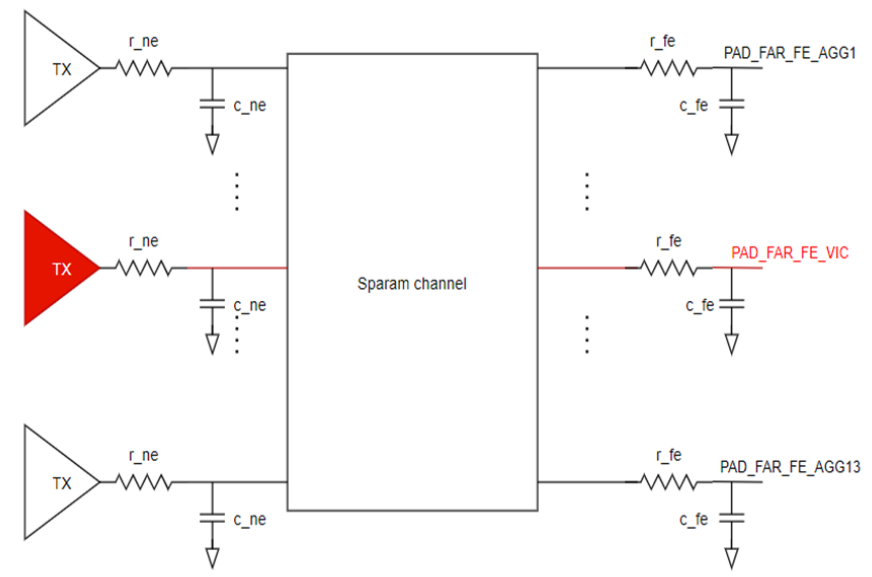 r_ne
r_fe
PAD_FAR_FE_AGG1
TX
c_ne
c_fe
r_ne
r_fe
PAD_FAR_FE_VIC
TX
Sparam channel
c_ne
c_fe
r_ne
r_fe
PAD_FAR_FE_AGG13
TX
c_ne
c_fe